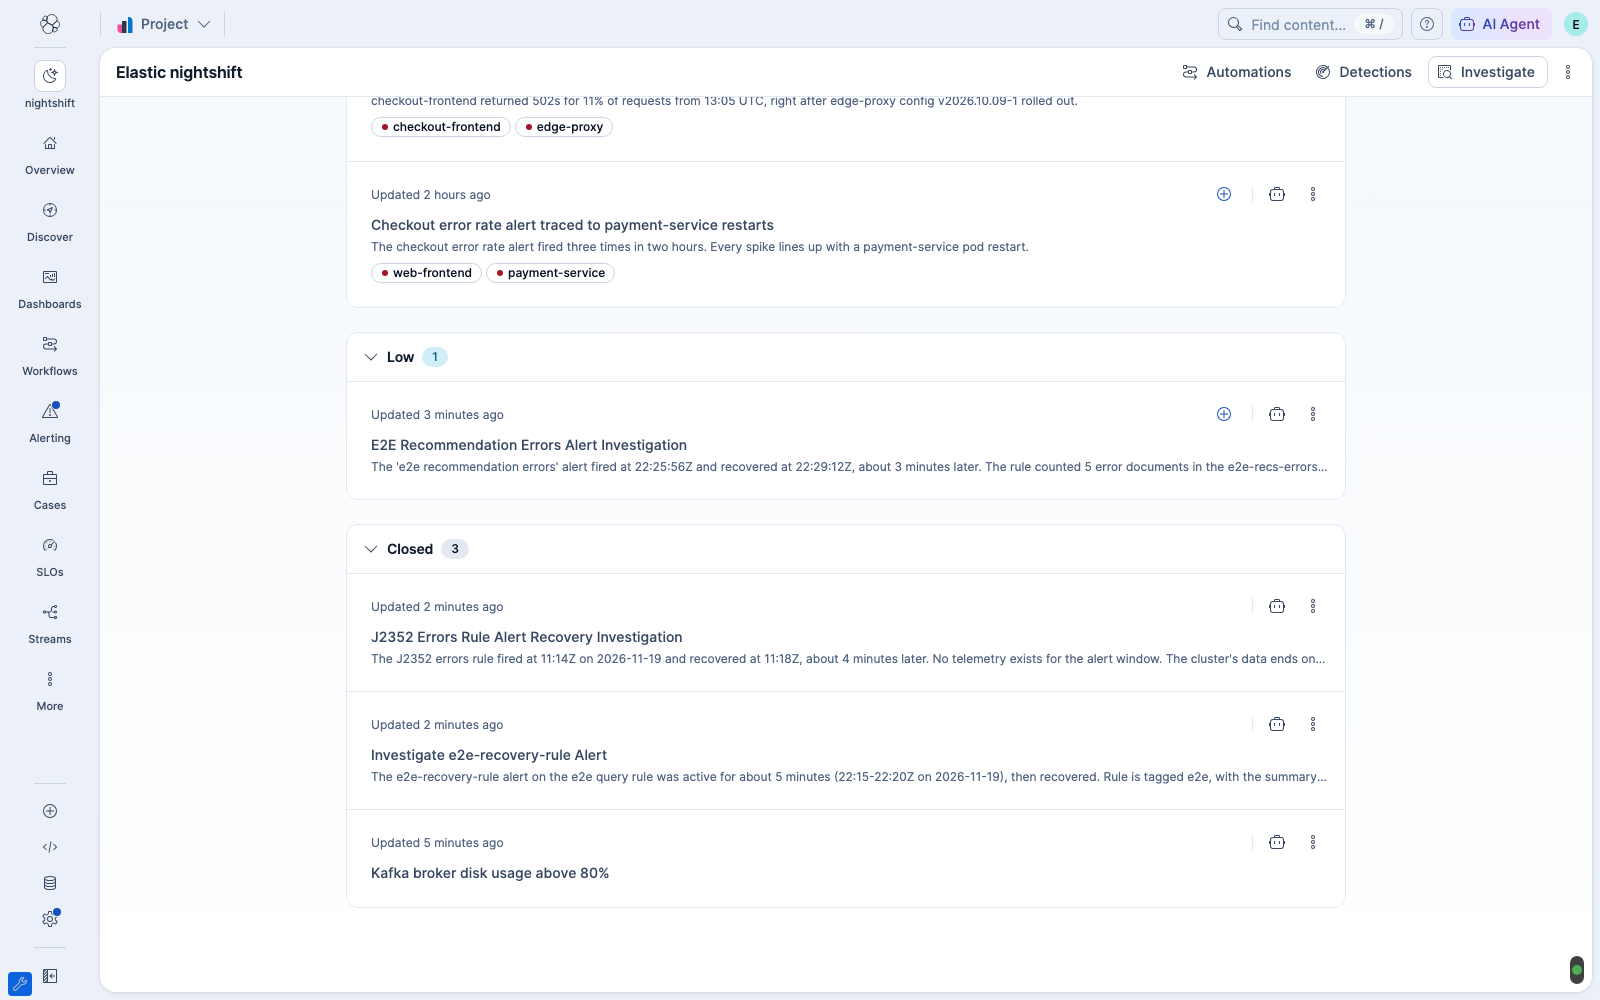 Project
Find content...
⌘ /
AI Agent
E
Elastic nightshift
Automations
Detections
Investigate
nightshift
Overview
Discover
Dashboards
Workflows
Alerting
Cases
SLOs
Streams
More
checkout-frontend returned 502s for 11% of requests from 13:05 UTC, right after edge-proxy config v2026.10.09-1 rolled out.
checkout-frontend
edge-proxy
Updated 2 hours ago
Checkout error rate alert traced to payment-service restarts
The checkout error rate alert fired three times in two hours. Every spike lines up with a payment-service pod restart.
web-frontend
payment-service
Low 1
Updated 3 minutes ago
E2E Recommendation Errors Alert Investigation
The 'e2e recommendation errors' alert fired at 22:25:56Z and recovered at 22:29:12Z, about 3 minutes later. The rule counted 5 error documents in the e2e-recs-errors...
Closed 3
Updated 2 minutes ago
J2352 Errors Rule Alert Recovery Investigation
The J2352 errors rule fired at 11:14Z on 2026-11-19 and recovered at 11:18Z, about 4 minutes later. No telemetry exists for the alert window. The cluster's data ends on...
Updated 2 minutes ago
Investigate e2e-recovery-rule Alert
The e2e-recovery-rule alert on the e2e query rule was active for about 5 minutes (22:15-22:20Z on 2026-11-19), then recovered. Rule is tagged e2e, with the summary...
Updated 5 minutes ago
Kafka broker disk usage above 80%